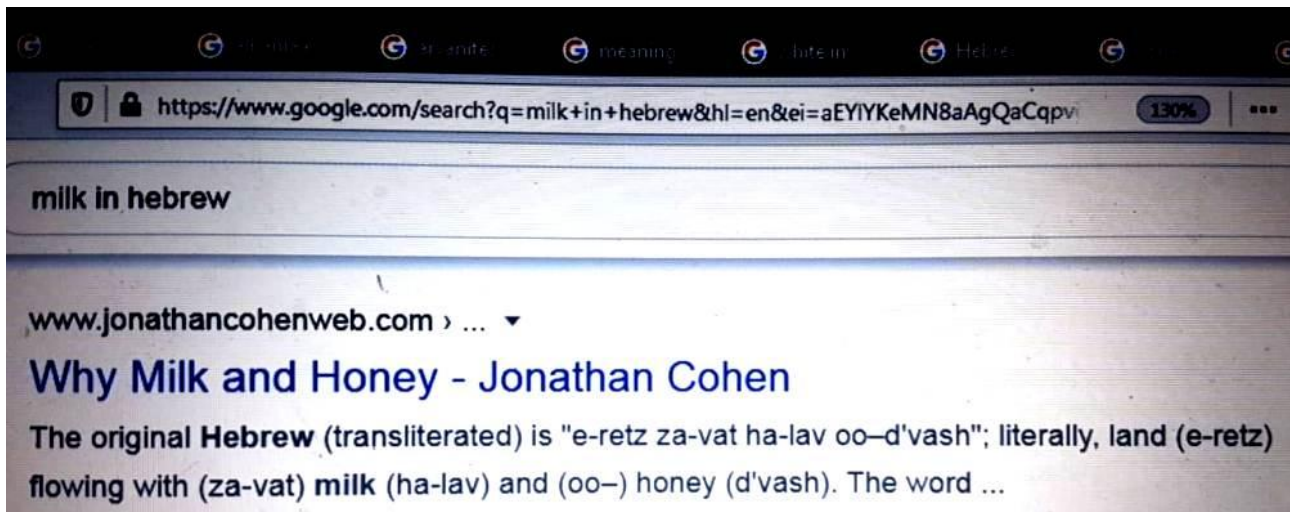 meaning
https://www.google.com/search?q=milk+in+hebrew&hl=en&ei=aEYiYKeMN8aAgQaCqpv
130%
milk in hebrew
www.jonathancohenweb.com › ...
Why Milk and Honey - Jonathan Cohen
The original Hebrew (transliterated) is "e-retz za-vat ha-lav oo–d'vash"; literally, land (e-retz)
flowing with (za-vat) milk (ha-lav) and (oo–) honey (d'vash). The word ...